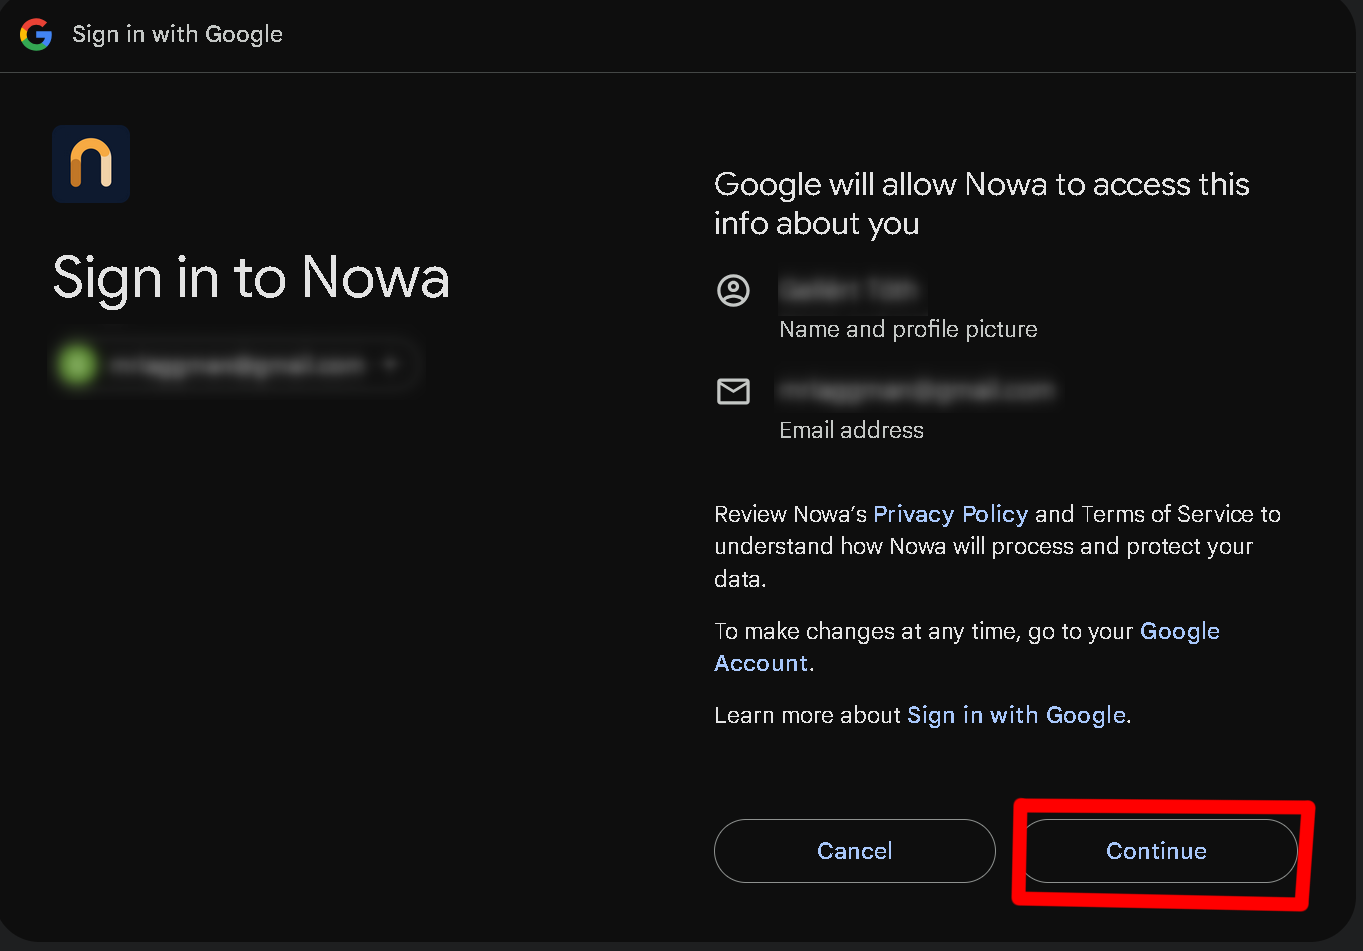 Sign in with Google
Sign in to Nowa
Google will allow Nowa to access this
info about you
Name and profile picture
Email address
Review Nowa’s Privacy Policy and Terms of Service to
understand how Nowa will process and protect your
data.
To make changes at any time, go to your Google
Account.
Learn more about Sign in with Google.
Cancel
Continue